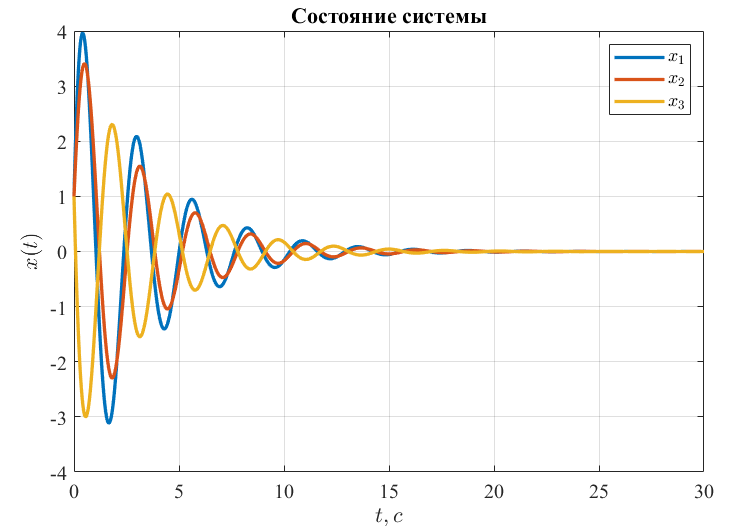 Состояние системы
x₁
x₂
x₃
4
3
2
1
0
-1
-2
-3
-4
x(t)
0 5 10 15 20 25 30
t, c